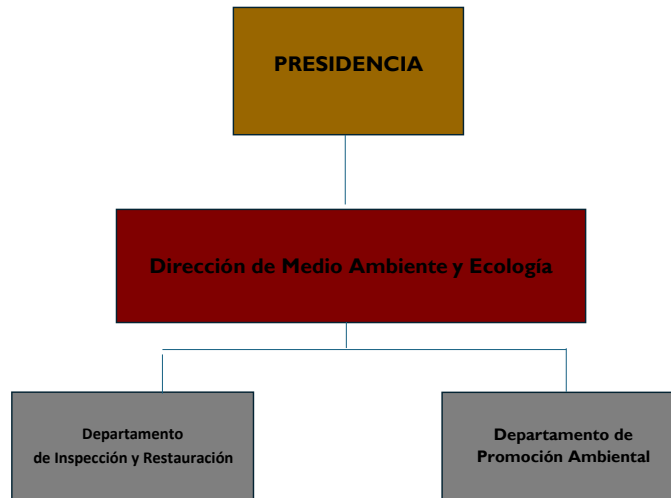 PRESIDENCIA
Dirección de Medio Ambiente y Ecología
Departamento
de Inspección y Restauración
Departamento de
Promoción Ambiental